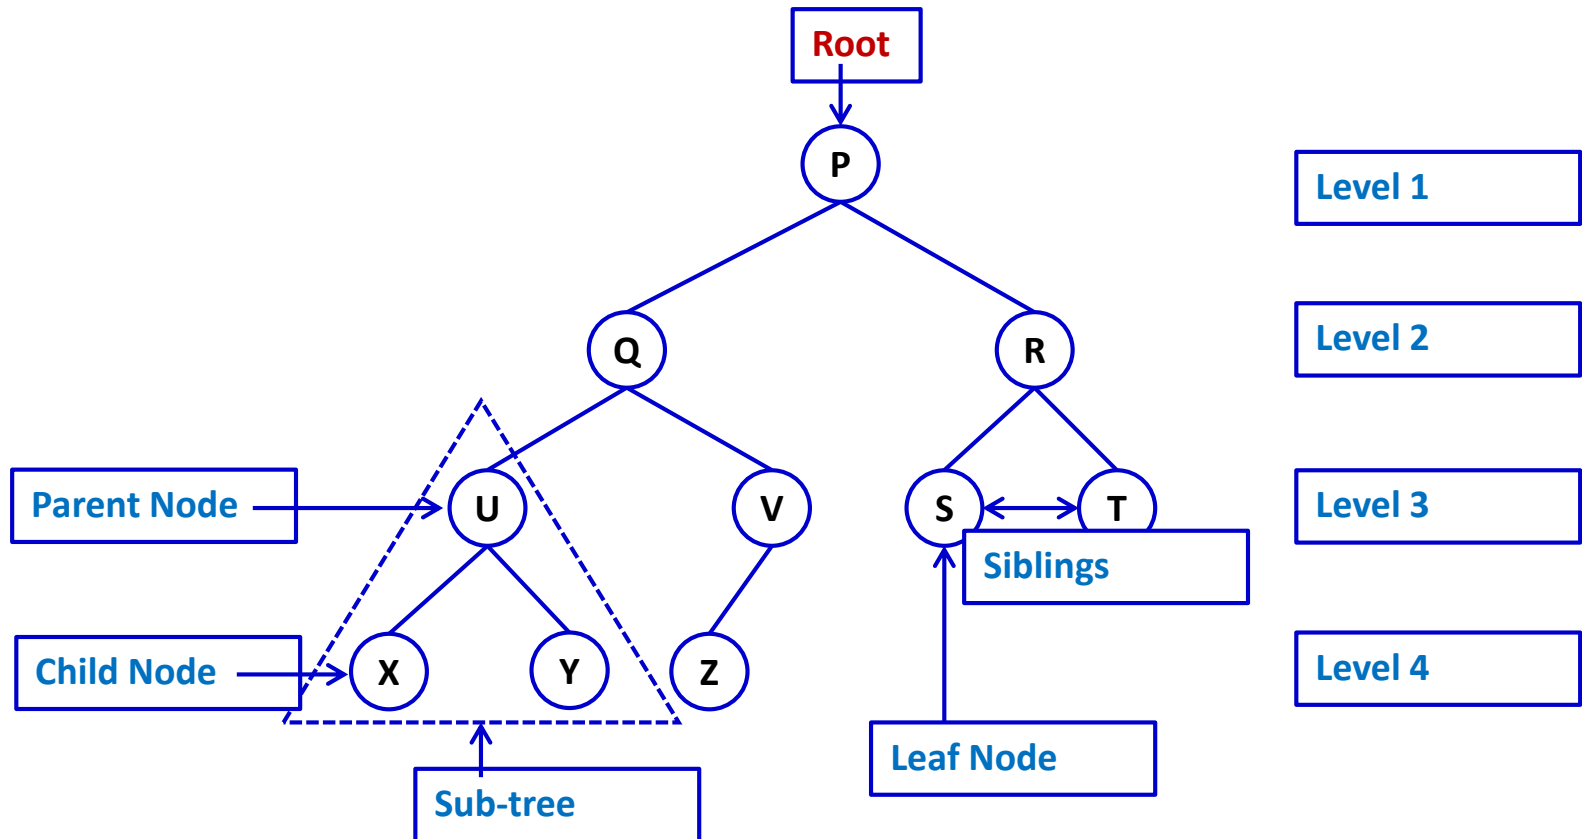 Root
P
Level 1
Q
R
Level 2
Parent Node
U
V
S
T
Level 3
Siblings
Child Node
X
Y
Z
Level 4
Leaf Node
Sub-tree